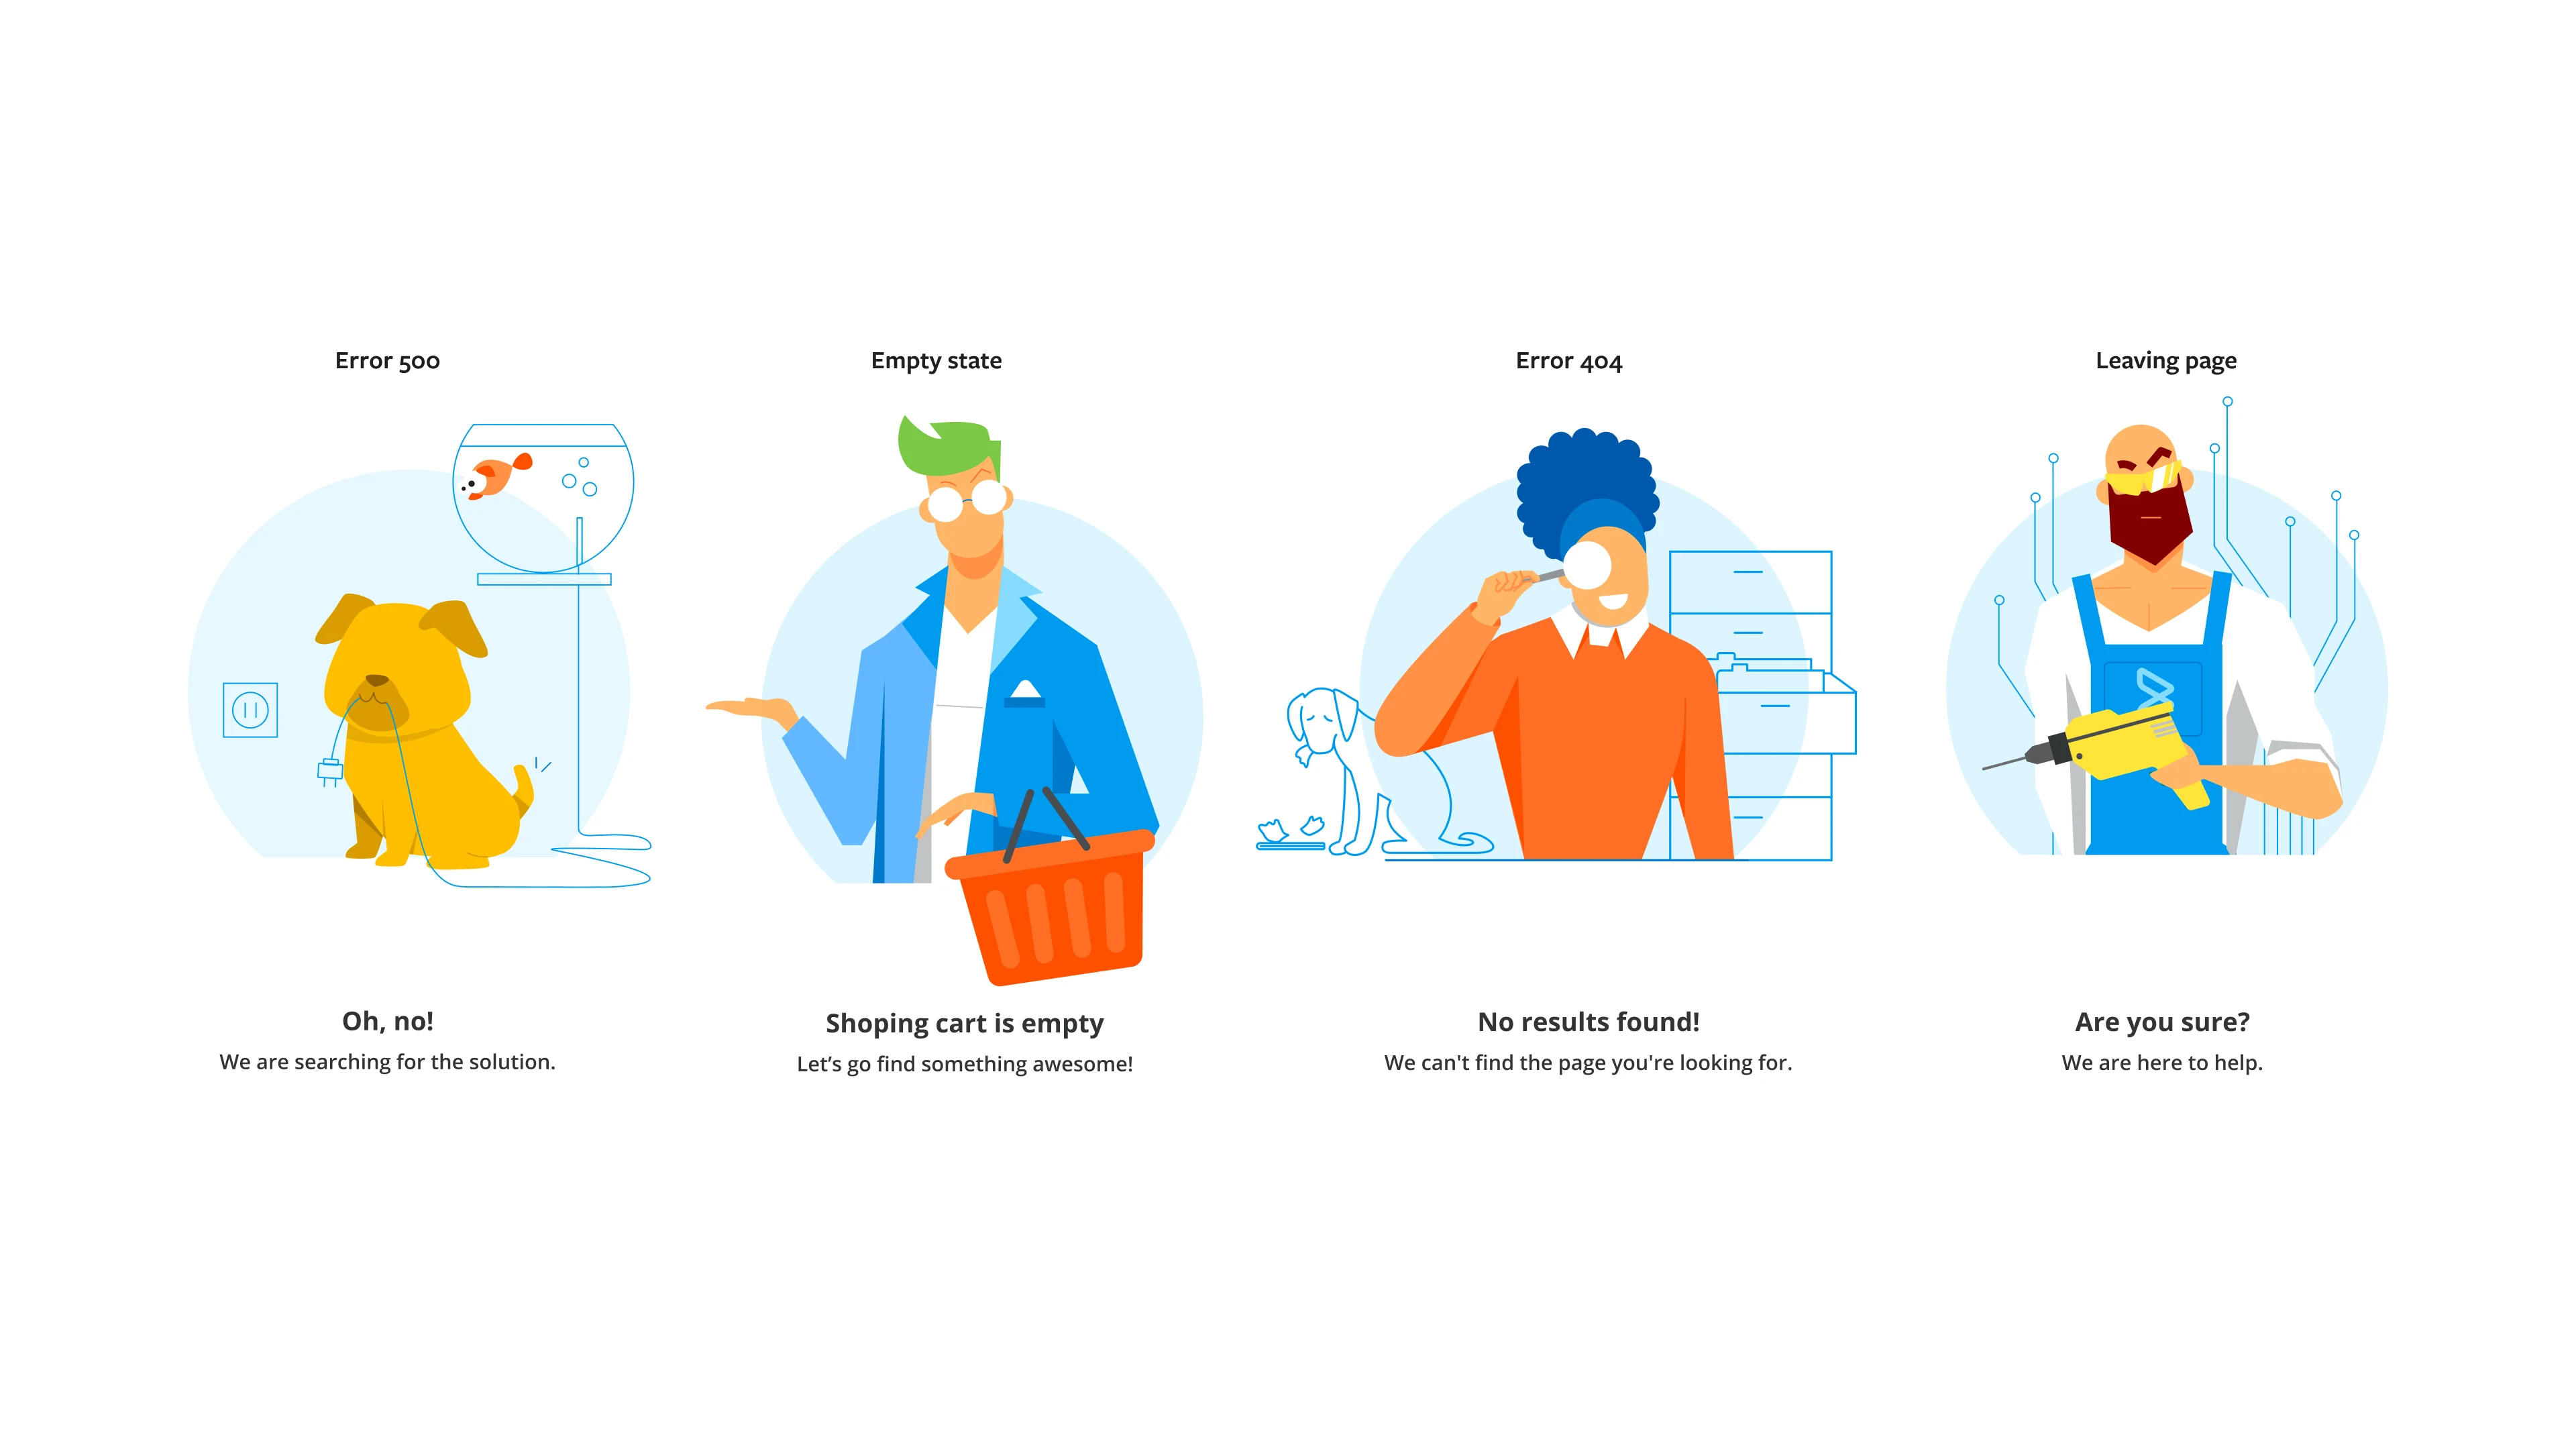 Error 500
Empty state
Error 404
Leaving page
Oh, no!
We are searching for the solution.
Shoping cart is empty
Let’s go find something awesome!
No results found!
We can't find the page you're looking for.
Are you sure?
We are here to help.